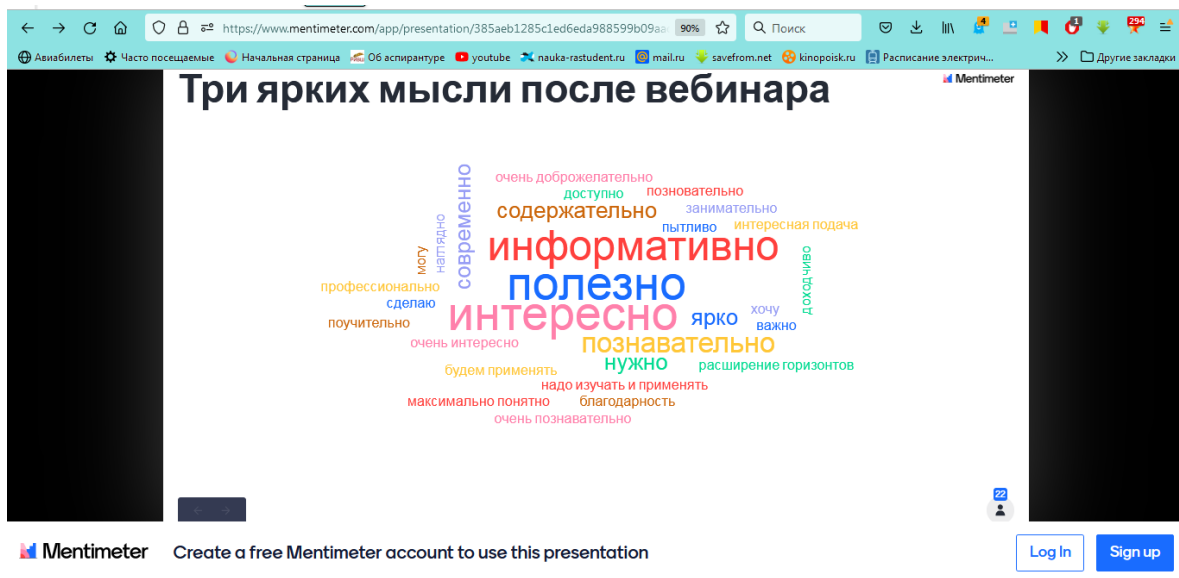 https://www.mentimeter.com/app/presentation/385aeb1285c1ed6eda988599b09aa
90%
Поиск
4
1
294
Авиабилеты
Часто посещаемые
Начальная страница
Об аспирантуре
youtube
nauka-rastudent.ru
mail.ru
savefrom.net
kinopoisk.ru
Расписание электрич...
Другие закладки
Три ярких мысли после вебинара
Mentimeter
очень доброжелательно
доступно
позновательно
современно
содержательно
занимательно
наглядно
пытливо
интересная подача
информативно
могу
доходчиво
полезно
профессионально
сделаю
интересно
ярко
хочу
поучительно
важно
очень интересно
познавательно
нужно
расширение горизонтов
будем применять
надо изучать и применять
максимально понятно
благодарность
очень познавательно
22
Mentimeter
Create a free Mentimeter account to use this presentation
Log In
Sign up